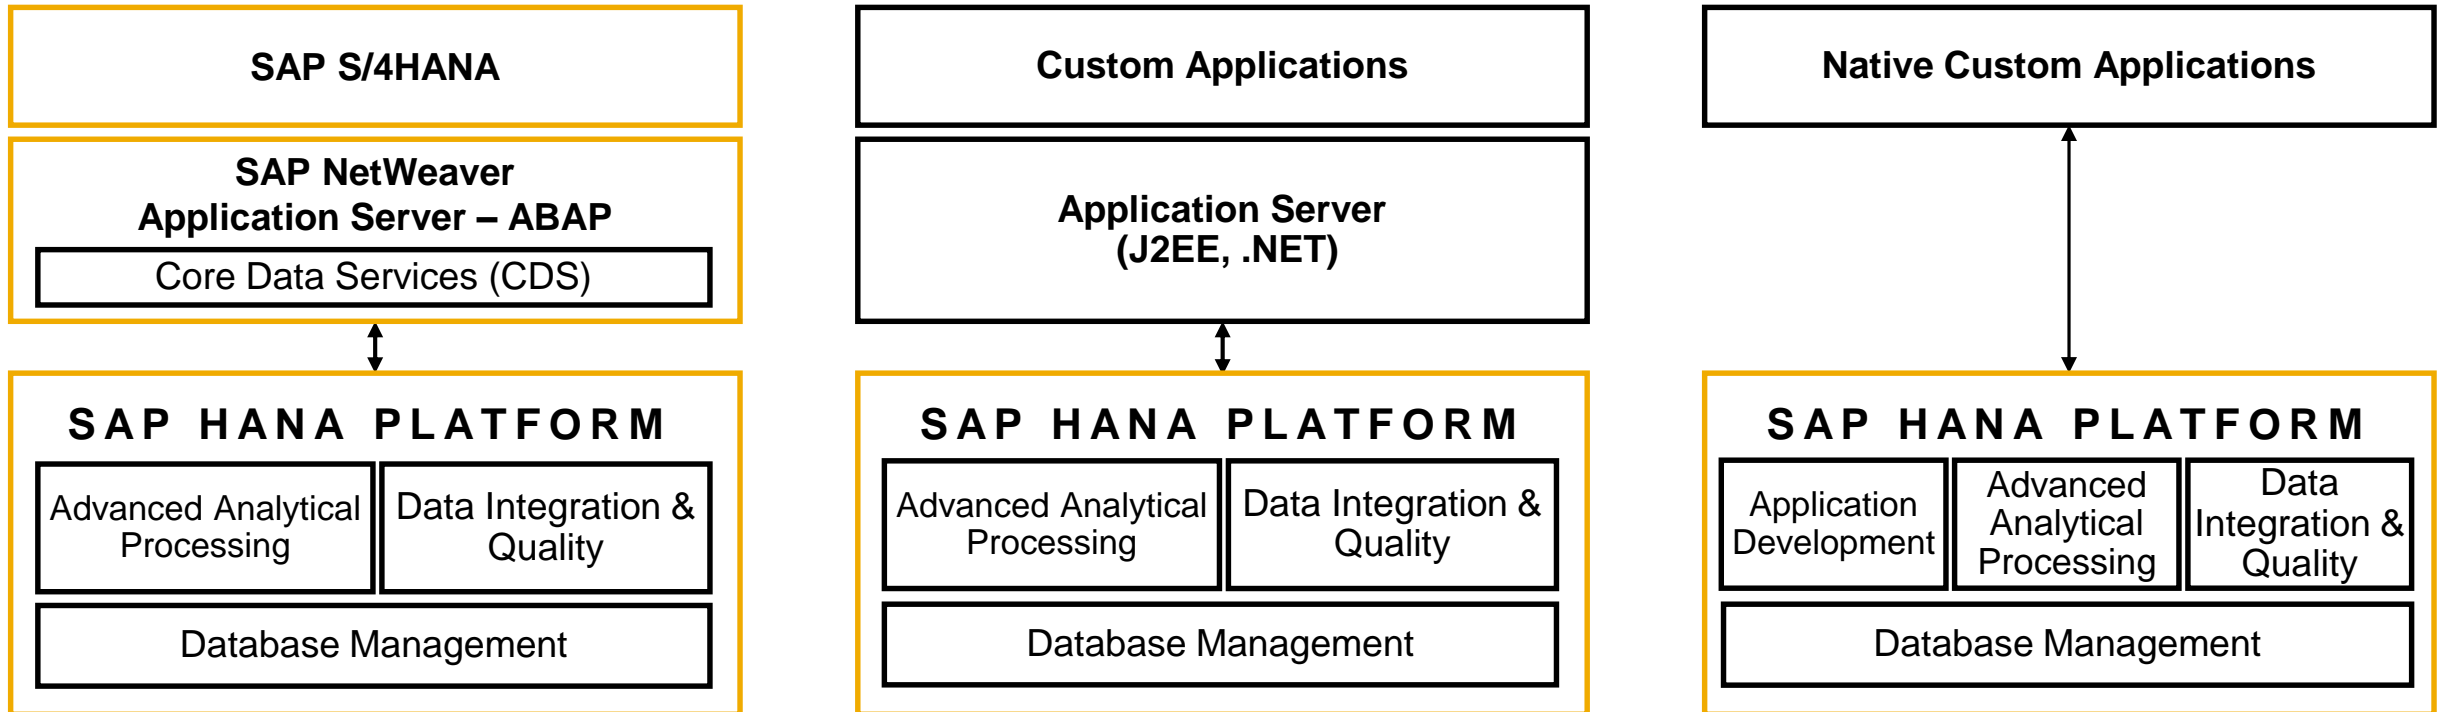 SAP S/4HANA
SAP NetWeaver
Application Server – ABAP
Core Data Services (CDS)
SAP HANA PLATFORM
Advanced Analytical
Processing
Data Integration &
Quality
Database Management
Custom Applications
Application Server
(J2EE, .NET)
SAP HANA PLATFORM
Advanced Analytical
Processing
Data Integration &
Quality
Database Management
Native Custom Applications
SAP HANA PLATFORM
Application
Development
Advanced
Analytical
Processing
Data
Integration &
Quality
Database Management